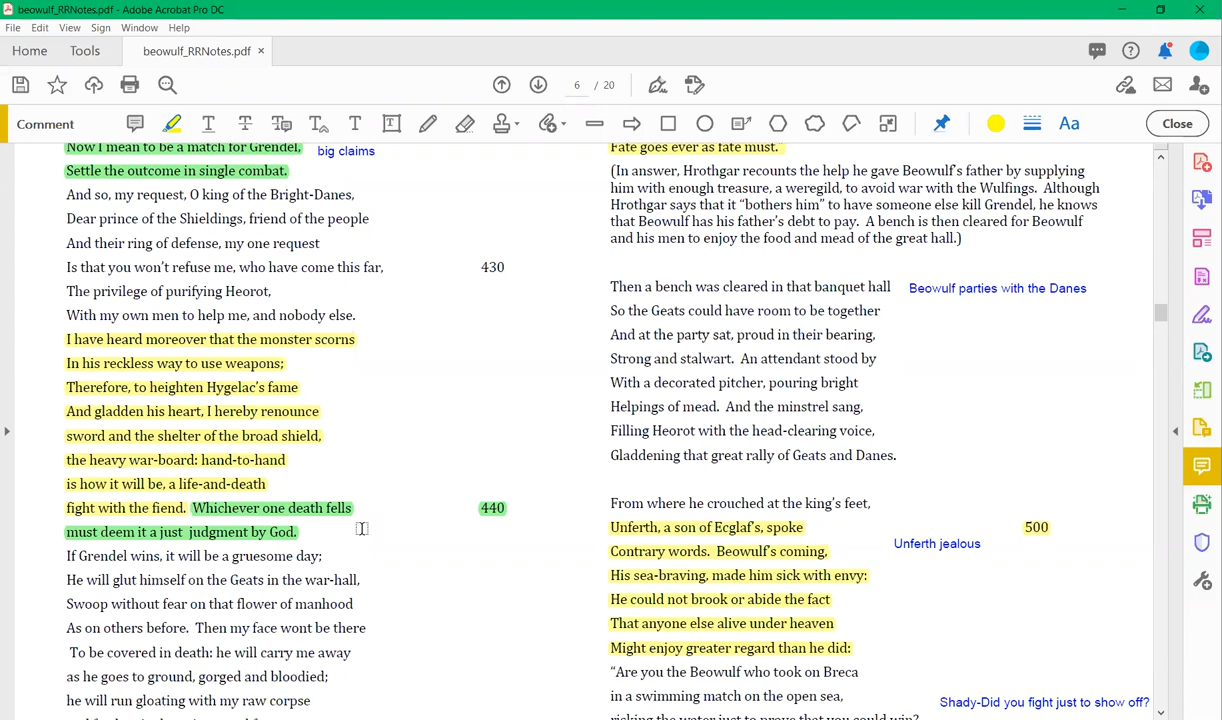 beowulf_RRNotes.pdf - Adobe Acrobat Pro DC
File Edit View Sign Window Help
Home Tools beowulf_RRNotes.pdf ×
6 / 20
Comment
Aa
Close
Now I mean to be a match for Grendel,
big claims
Settle the outcome in single combat.
And so, my request, O king of the Bright-Danes,
Dear prince of the Shieldings, friend of the people
And their ring of defense, my one request
Is that you won't refuse me, who have come this far, 430
The privilege of purifying Heorot,
With my own men to help me, and nobody else.
I have heard moreover that the monster scorns
In his reckless way to use weapons;
Therefore, to heighten Hygelac's fame
And gladden his heart, I hereby renounce
sword and the shelter of the broad shield,
the heavy war-board: hand-to-hand
is how it will be, a life-and-death
fight with the fiend. Whichever one death fells 440
must deem it a just judgment by God.
If Grendel wins, it will be a gruesome day;
He will glut himself on the Geats in the war-hall,
Swoop without fear on that flower of manhood
As on others before. Then my face wont be there
To be covered in death: he will carry me away
as he goes to ground, gorged and bloodied;
he will run gloating with my raw corpse
Fate goes ever as fate must."
(In answer, Hrothgar recounts the help he gave Beowulf's father by supplying
him with enough treasure, a weregild, to avoid war with the Wulfings. Although
Hrothgar says that it "bothers him" to have someone else kill Grendel, he knows
that Beowulf has his father's debt to pay. A bench is then cleared for Beowulf
and his men to enjoy the food and mead of the great hall.)
Then a bench was cleared in that banquet hall
Beowulf parties with the Danes
So the Geats could have room to be together
And at the party sat, proud in their bearing,
Strong and stalwart. An attendant stood by
With a decorated pitcher, pouring bright
Helpings of mead. And the minstrel sang,
Filling Heorot with the head-clearing voice,
Gladdening that great rally of Geats and Danes.
From where he crouched at the king's feet,
Unferth, a son of Ecglaf's, spoke 500
Contrary words. Beowulf's coming,
Unferth jealous
His sea-braving, made him sick with envy:
He could not brook or abide the fact
That anyone else alive under heaven
Might enjoy greater regard than he did:
"Are you the Beowulf who took on Breca
in a swimming match on the open sea,
Shady-Did you fight just to show off?
risking the water just to prove that you could win?